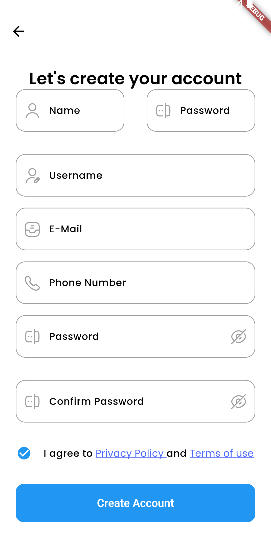 Let's create your account
Name
Password
Username
E-Mail
Phone Number
Password
Confirm Password
I agree to Privacy Policy and Terms of use
Create Account